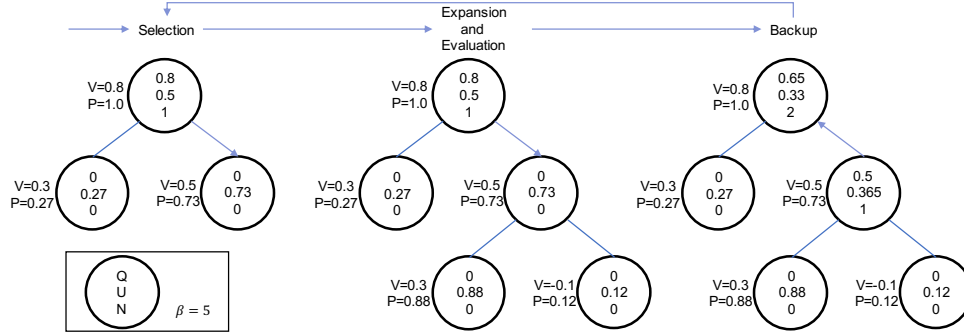 Selection
Expansion
and
Evaluation
Backup
V=0.8
P=1.0
0.8
0.5
1
V=0.3
P=0.27
0
0.27
0
V=0.5
P=0.73
0
0.73
0
V=0.8
P=1.0
0.8
0.5
1
V=0.3
P=0.27
0
0.27
0
V=0.5
P=0.73
0
0.73
0
V=0.3
P=0.88
0
0.88
0
V=-0.1
P=0.12
0
0.12
0
V=0.8
P=1.0
0.65
0.33
2
V=0.3
P=0.27
0
0.27
0
V=0.5
P=0.73
0.5
0.365
1
V=0.3
P=0.88
0
0.88
0
V=-0.1
P=0.12
0
0.12
0
Q
U
N
β = 5